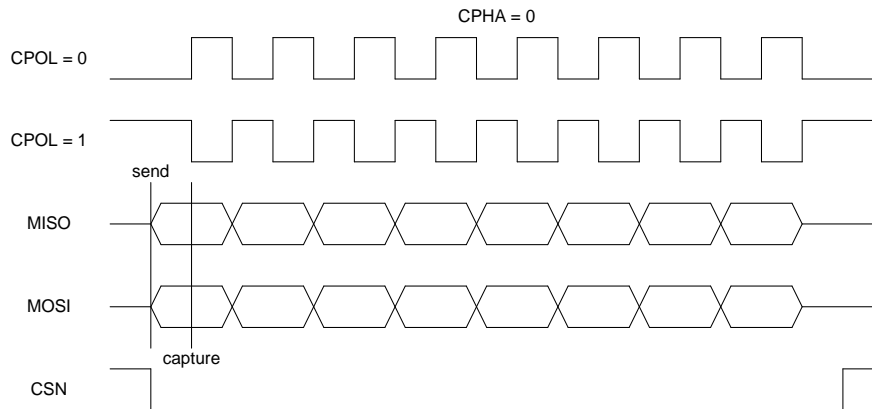 CPHA = 0
CPOL = 0
CPOL = 1
send
MISO
MOSI
capture
CSN